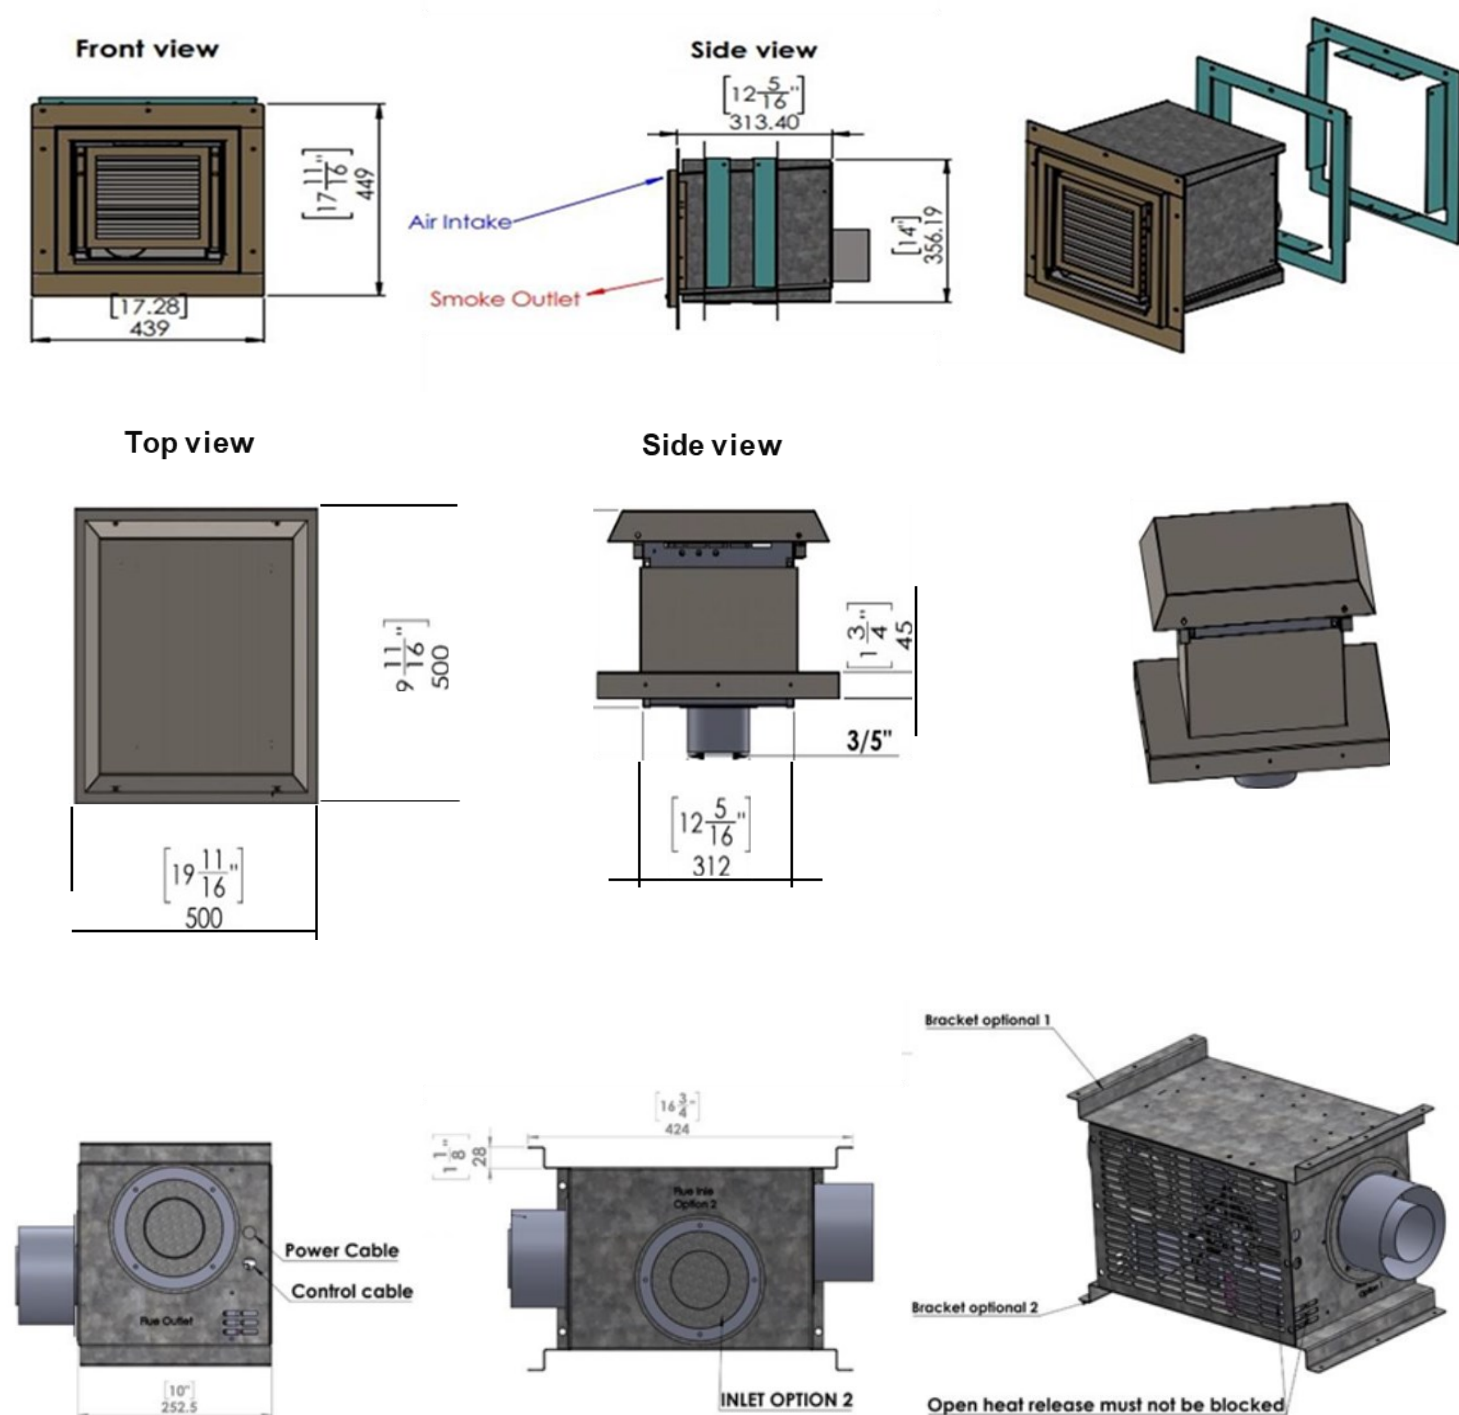 Front view
Side view
[12 5/16"]
313.40
[17 11/16"]
449
Air Intake
[14"]
356.19
Smoke Outlet
[17.28]
439
Top view
Side view
[9 11/16"]
500
[1 3/4"]
45
3/5"
[12 5/16"]
312
[19 11/16"]
500
Bracket optional 1
[16 3/4"]
424
[1 1/8"]
28
Flue Inle
Option 2
Power Cable
Control cable
Flue Outlet
Bracket optional 2
[10"]
252.5
INLET OPTION 2
Open heat release must not be blocked